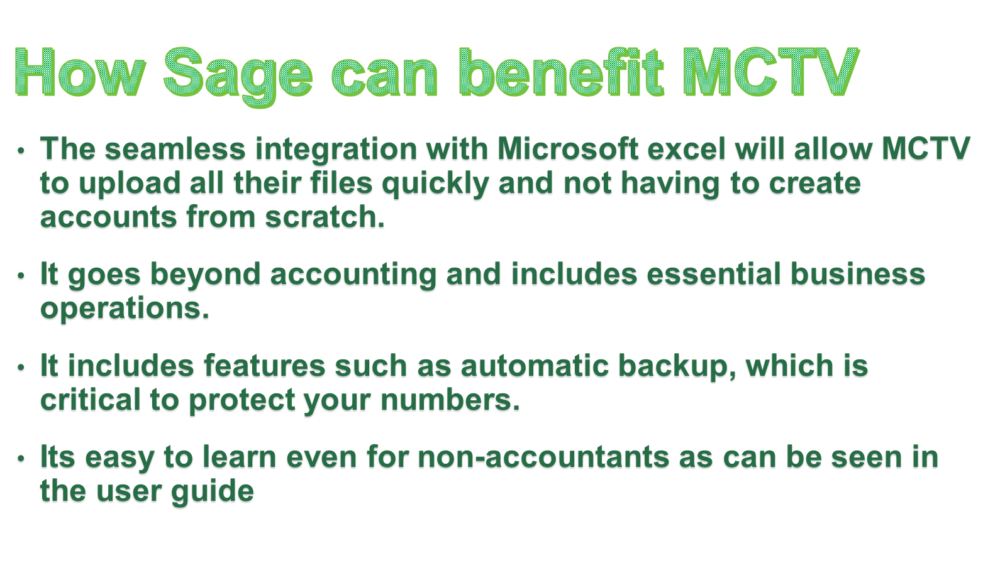 How Sage can benefit MCTV
• The seamless integration with Microsoft excel will allow MCTV
to upload all their files quickly and not having to create
accounts from scratch.
• It goes beyond accounting and includes essential business
operations.
• It includes features such as automatic backup, which is
critical to protect your numbers.
• Its easy to learn even for non-accountants as can be seen in
the user guide